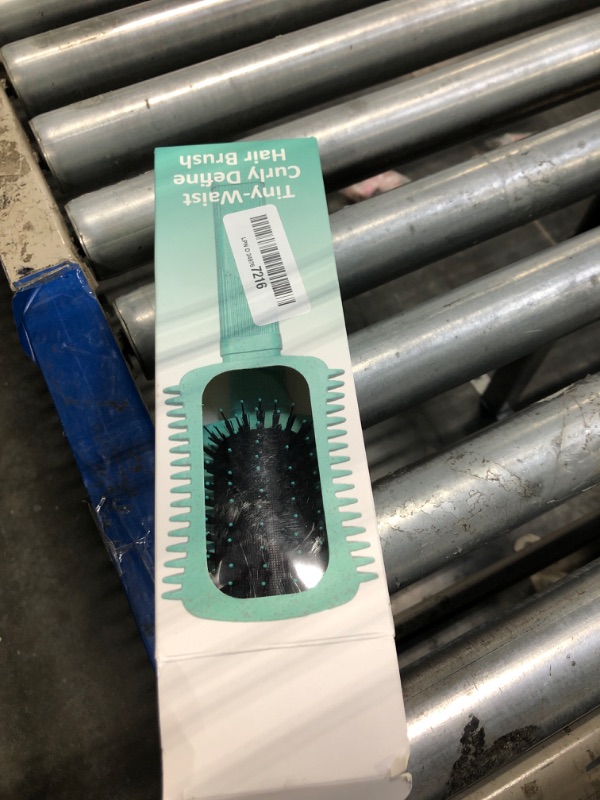 Tiny-Waist
Curly Define
Hair Brush
7216